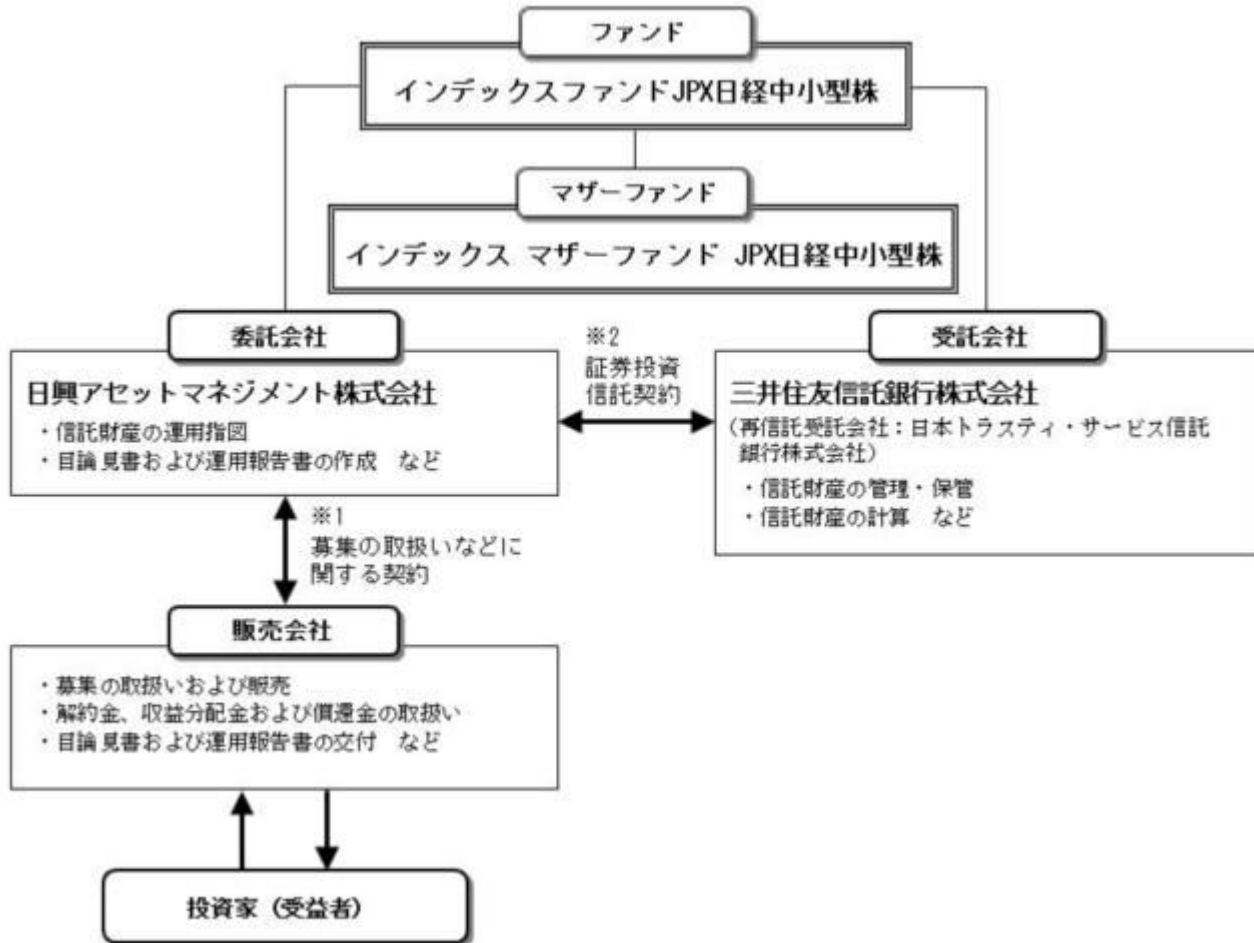 ファンド
インデックスファンドJPX日経中小型株
マザーファンド
インデックス マザーファンド JPX日経中小型株
委託会社
日興アセットマネジメント株式会社
・信託財産の運用指図
・目論見書および運用報告書の作成 など
※2
証券投資
信託契約
受託会社
三井住友信託銀行株式会社
(再信託受託会社:日本トラスティ・サービス信託
銀行株式会社)
・信託財産の管理・保管
・信託財産の計算 など
※1
募集の取扱いなどに
関する契約
販売会社
・募集の取扱いおよび販売
・解約金、収益分配金および償還金の取扱い
・目論見書および運用報告書の交付 など
投資家(受益者)